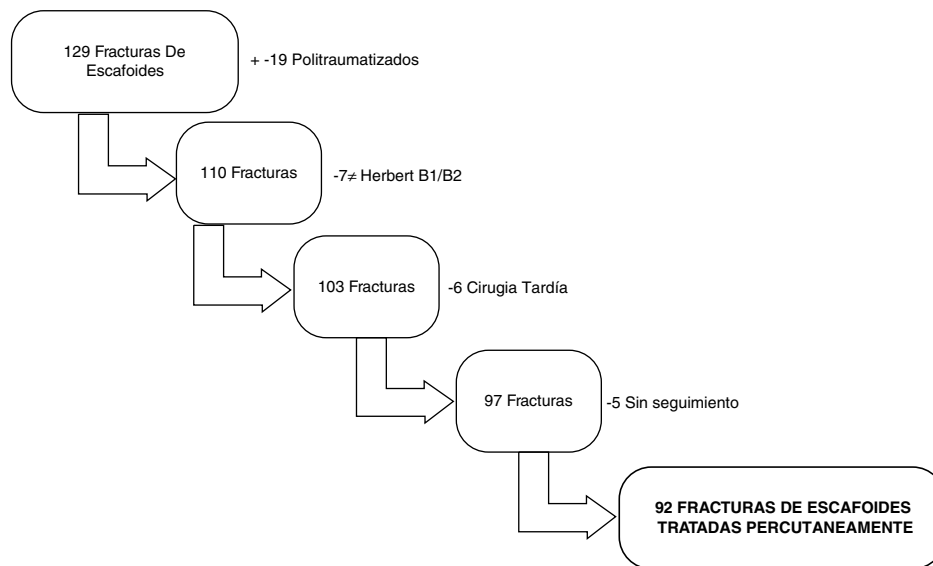 129 Fracturas De
Escafoides
+ -19 Politraumatizados
110 Fracturas
-7≠ Herbert B1/B2
103 Fracturas
-6 Cirugia Tardía
97 Fracturas
-5 Sin seguimiento
92 FRACTURAS DE ESCAFOIDES
TRATADAS PERCUTANEAMENTE